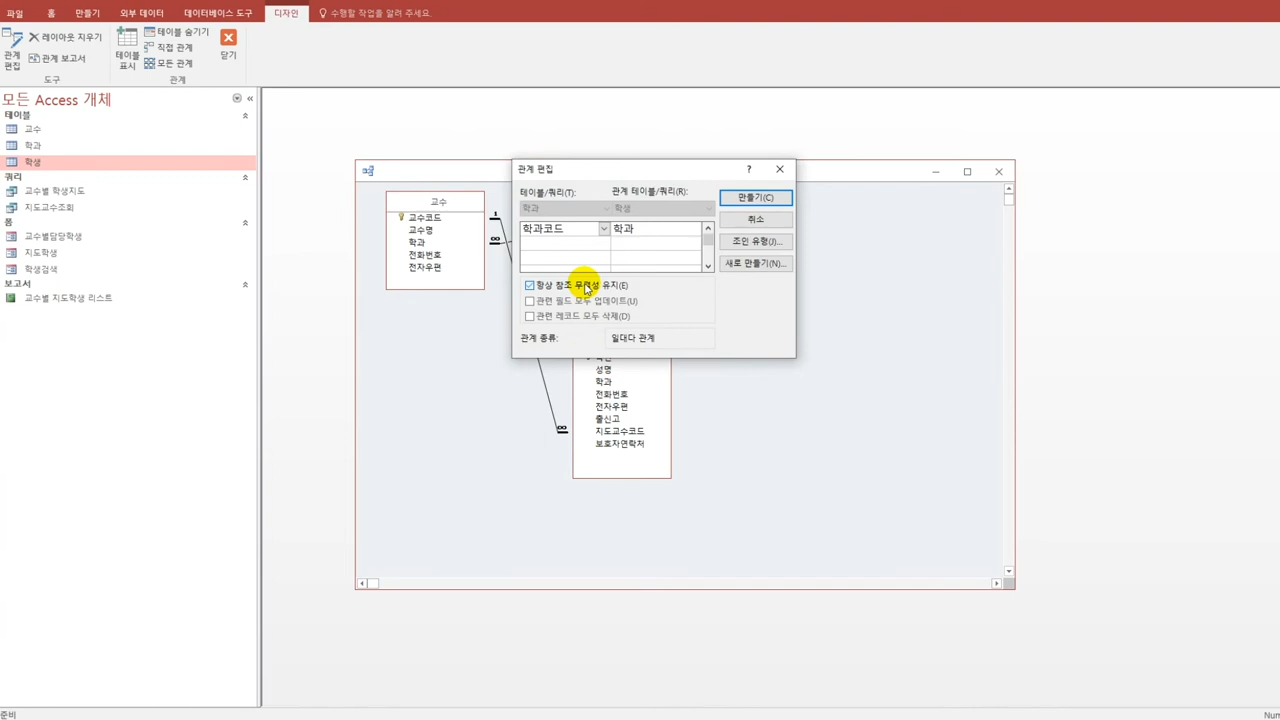 파일 홈 만들기 외부 데이터 데이터베이스 도구 디자인 수행할 작업을 알려 주세요.
관계 편집
레이아웃 지우기
관계 보고서
도구
테이블 표시
테이블 숨기기
직접 관계
모든 관계
관계
닫기
모든 Access 개체
테이블
교수
학과
학생
쿼리
교수별 학생지도
지도교수조회
폼
교수별담당학생
지도학생
학생검색
보고서
교수별 지도학생 리스트
교수
교수코드
교수명
학과
전화번호
전자우편
1
∞
관계 편집
? 
테이블/쿼리(T): 관계 테이블/쿼리(R):
학과 학생
학과코드 학과
항상 참조 무결성 유지(E)
관련 필드 모두 업데이트(U)
관련 레코드 모두 삭제(D)
관계 종류: 일대다 관계
만들기(C)
취소
조인 유형(J)...
새로 만들기(N)...
성명
학과
전화번호
전자우편
출신고
지도교수코드
보호자연락처
∞
준비
Num